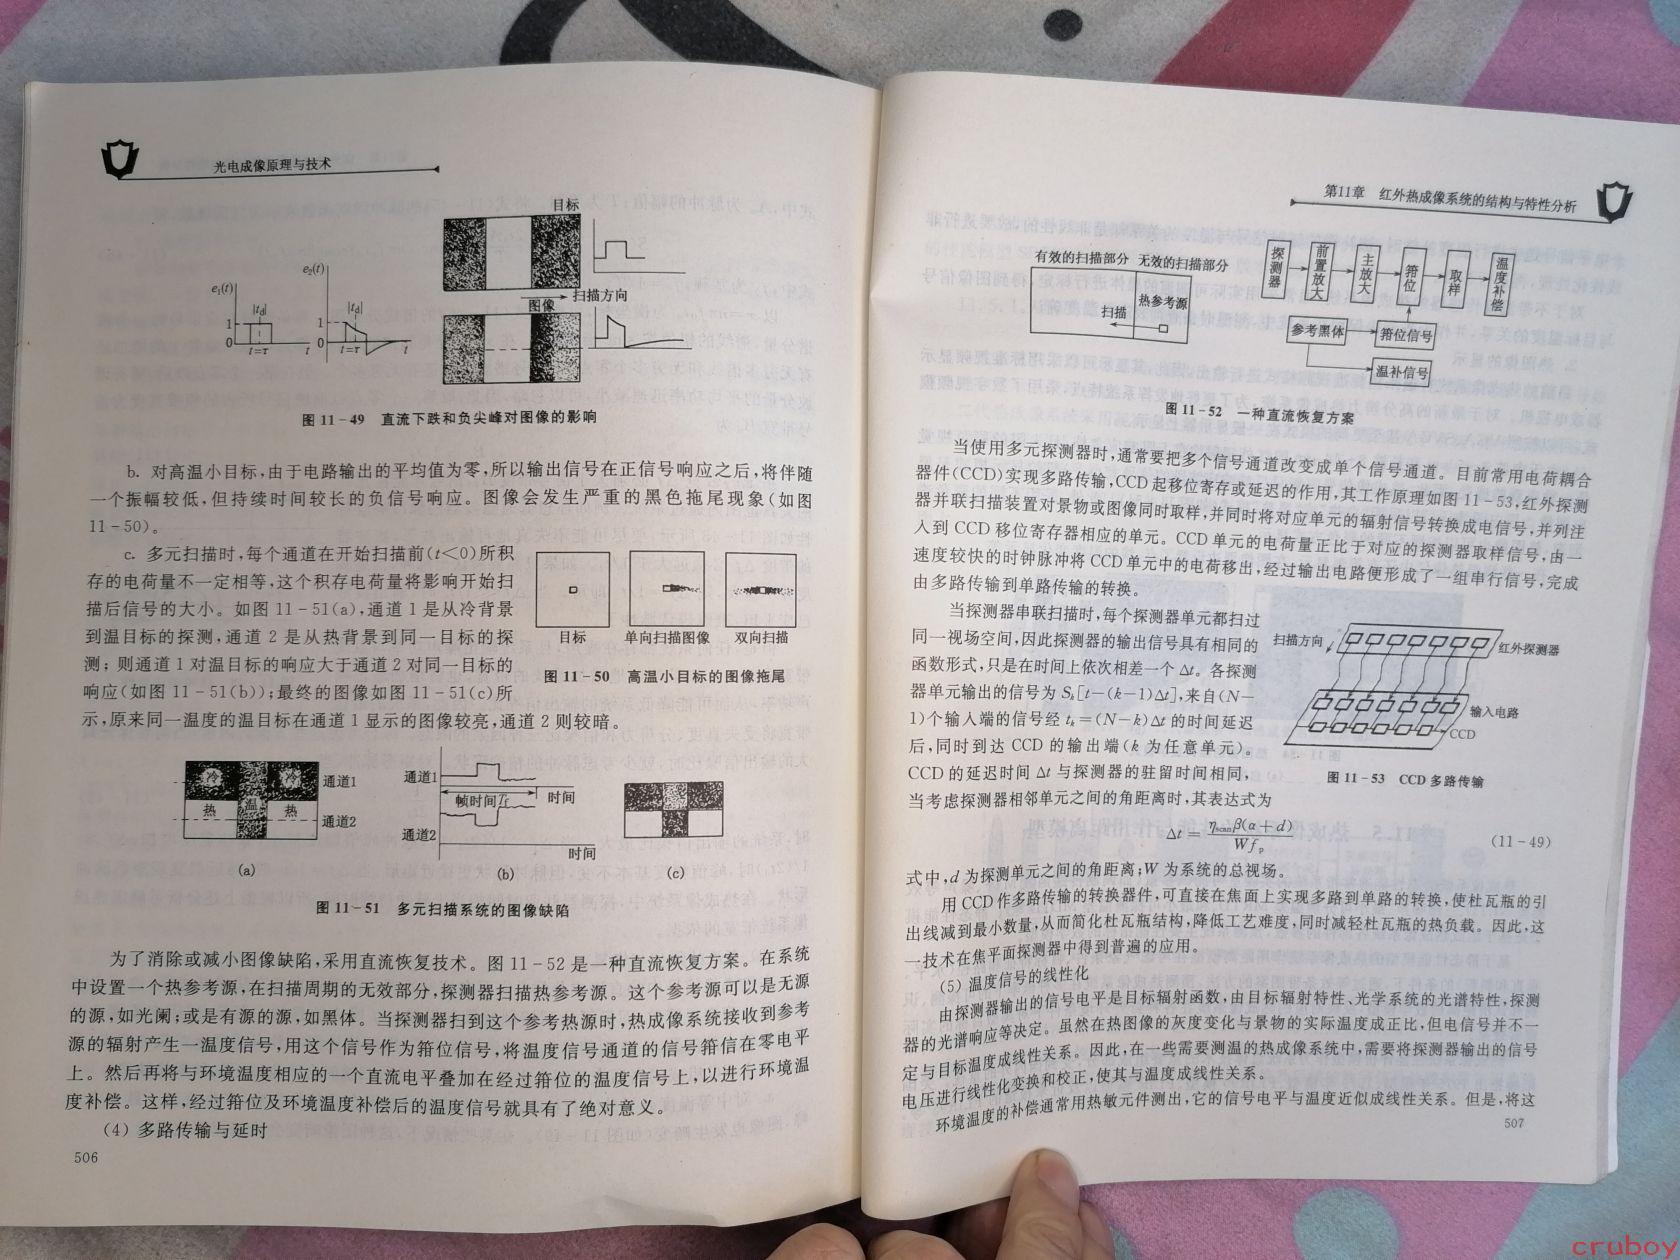 光电成像原理与技术
目标
e₁(t)
|t_d|
1
0
t=τ
t
e₂(t)
|t_d|
1
0
t=τ
t
扫描方向
图像
图 11-49 直流下跌和负尖峰对图像的影响
b. 对高温小目标,由于电路输出的平均值为零,所以输出信号在正信号响应之后,将伴随
一个振幅较低,但持续时间较长的负信号响应。图像会发生严重的黑色拖尾现象(如图
11-50)。
c. 多元扫描时,每个通道在开始扫描前(t<0)所积
存的电荷量不一定相等,这个积存电荷量将影响开始扫
描后信号的大小。如图 11-51(a),通道 1 是从冷背景
到温目标的探测,通道 2 是从热背景到同一目标的探
测; 则通道 1 对温目标的响应大于通道 2 对同一目标的
响应(如图 11-51(b));最终的图像如图 11-51(c)所
示,原来同一温度的温目标在通道 1 显示的图像较亮,通道 2 则较暗。
目标
单向扫描图像
双向扫描
图 11-50 高温小目标的图像拖尾
冷
冷
通道1
热
温
热
通道2
(a)
通道1
帧时间T_f
时间
通道2
时间
(b)
(c)
图 11-51 多元扫描系统的图像缺陷
为了消除或减小图像缺陷,采用直流恢复技术。图 11-52 是一种直流恢复方案。在系统
中设置一个热参考源,在扫描周期的无效部分,探测器扫描热参考源。这个参考源可以是无源
的源,如光阑;或是有源的源,如黑体。当探测器扫到这个参考热源时,热成像系统接收到参考
源的辐射产生一温度信号,用这个信号作为箝位信号,将温度信号通道的信号箝信在零电平
上。然后再将与环境温度相应的一个直流电平叠加在经过箝位的温度信号上,以进行环境温
度补偿。这样,经过箝位及环境温度补偿后的温度信号就具有了绝对意义。
(4) 多路传输与延时
506
第11章 红外热成像系统的结构与特性分析
有效的扫描部分 无效的扫描部分
热参考源
扫描
探测器
前置放大
主放大
箝位
取样
温度补偿
参考黑体
箝位信号
温补信号
图 11-52 一种直流恢复方案
当使用多元探测器时,通常要把多个信号通道改变成单个信号通道。目前常用电荷耦合
器件(CCD)实现多路传输,CCD 起移位寄存或延迟的作用,其工作原理如图 11-53,红外探测
器并联扫描装置对景物或图像同时取样,并同时将对应单元的辐射信号转换成电信号,并列注
入到 CCD 移位寄存器相应的单元。CCD 单元的电荷量正比于对应的探测器取样信号,由一
速度较快的时钟脉冲将 CCD 单元中的电荷移出,经过输出电路便形成了一组串行信号,完成
由多路传输到单路传输的转换。
当探测器串联扫描时,每个探测器单元都扫过
同一视场空间,因此探测器的输出信号具有相同的
函数形式,只是在时间上依次相差一个 Δt。各探测
器单元输出的信号为 Sₖ[t-(k-1)Δt],来自(N-
1)个输入端的信号经 tₖ=(N-k)Δt 的时间延迟
后,同时到达 CCD 的输出端(k 为任意单元)。
CCD 的延迟时间 Δt 与探测器的驻留时间相同,
当考虑探测器相邻单元之间的角距离时,其表达式为
扫描方向
红外探测器
输入电路
CCD
图 11-53 CCD 多路传输
Δt = η_scan β(α+d) / W f_p (11-49)
式中,d 为探测单元之间的角距离;W 为系统的总视场。
用 CCD 作多路传输的转换器件,可直接在焦面上实现多路到单路的转换,使杜瓦瓶的引
出线减到最小数量,从而简化杜瓦瓶结构,降低工艺难度,同时减轻杜瓦瓶的热负载。因此,这
一技术在焦平面探测器中得到普遍的应用。
(5) 温度信号的线性化
由探测器输出的信号电平是目标辐射函数,由目标辐射特性、光学系统的光谱特性,探测
器的光谱响应等决定。虽然在热图像的灰度变化与景物的实际温度成正比,但电信号并不一
定与目标温度成线性关系。因此,在一些需要测温的热成像系统中,需要将探测器输出的信号
电压进行线性化变换和校正,使其与温度成线性关系。
环境温度的补偿通常用热敏元件测出,它的信号电平与温度近似成线性关系。但是,将这
507
cruboy